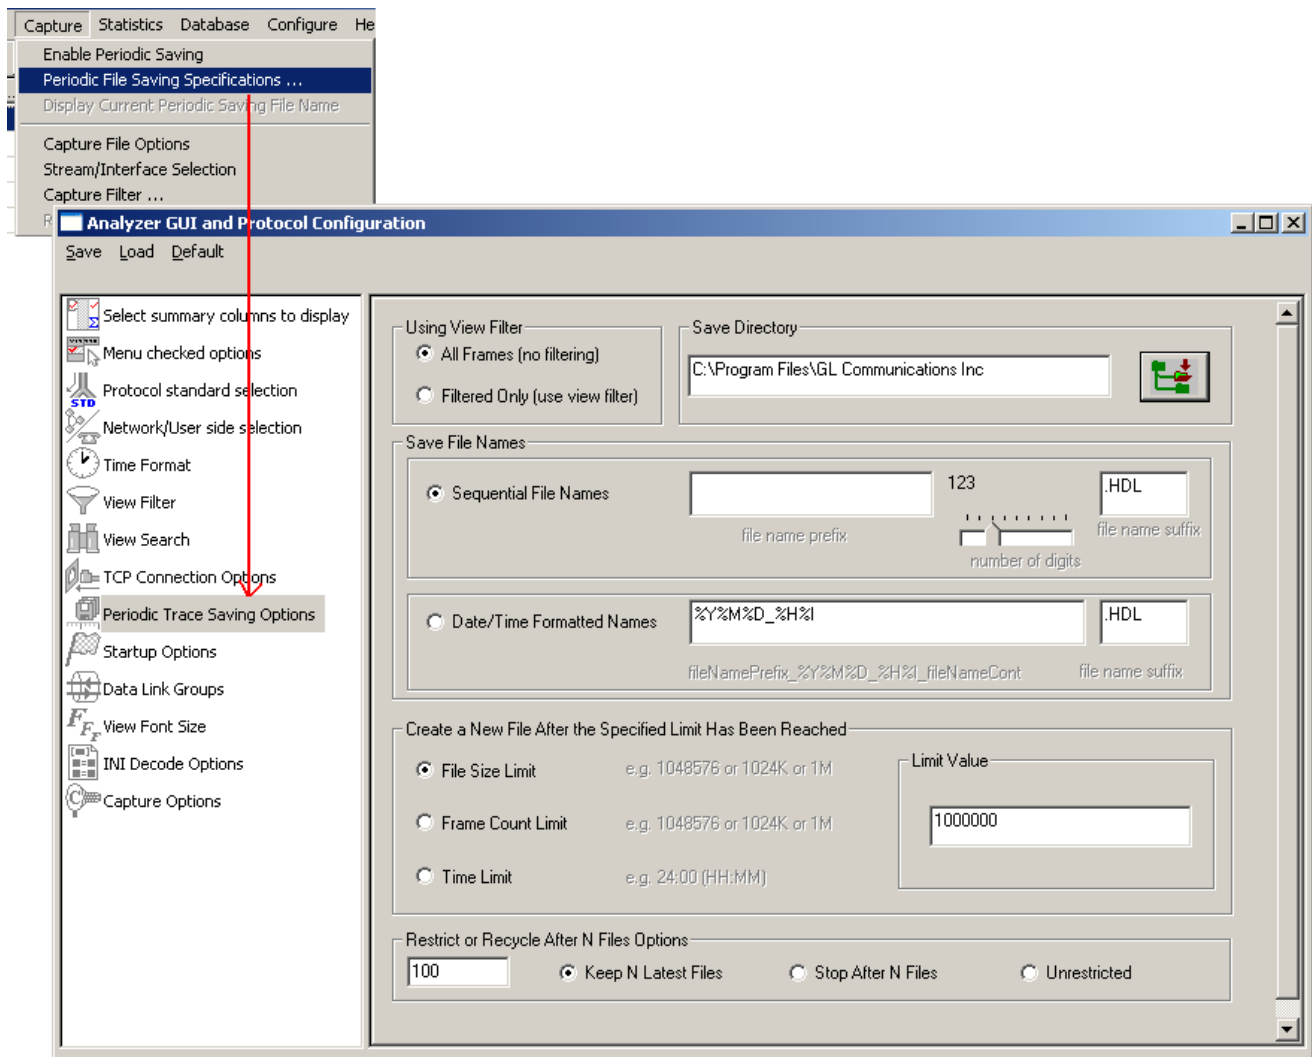 Capture Statistics Database Configure He
Enable Periodic Saving
Periodic File Saving Specifications ...
Display Current Periodic Saving File Name
Capture File Options
Stream/Interface Selection
Capture Filter ...
R
Analyzer GUI and Protocol Configuration
Save Load Default
Select summary columns to display
Menu checked options
Protocol standard selection
STD
Network/User side selection
Time Format
View Filter
View Search
TCP Connection Options
Periodic Trace Saving Options
Startup Options
Data Link Groups
View Font Size
INI Decode Options
Capture Options
Using View Filter
All Frames (no filtering)
Filtered Only (use view filter)
Save Directory
C:\Program Files\GL Communications Inc
Save File Names
Sequential File Names
file name prefix
123
number of digits
.HDL
file name suffix
Date/Time Formatted Names
%Y%M%D_%H%I
.HDL
fileNamePrefix_%Y%M%D_%H%I_fileNameCont
file name suffix
Create a New File After the Specified Limit Has Been Reached
File Size Limit e.g. 1048576 or 1024K or 1M
Frame Count Limit e.g. 1048576 or 1024K or 1M
Time Limit e.g. 24:00 (HH:MM)
Limit Value
1000000
Restrict or Recycle After N Files Options
100 Keep N Latest Files Stop After N Files Unrestricted